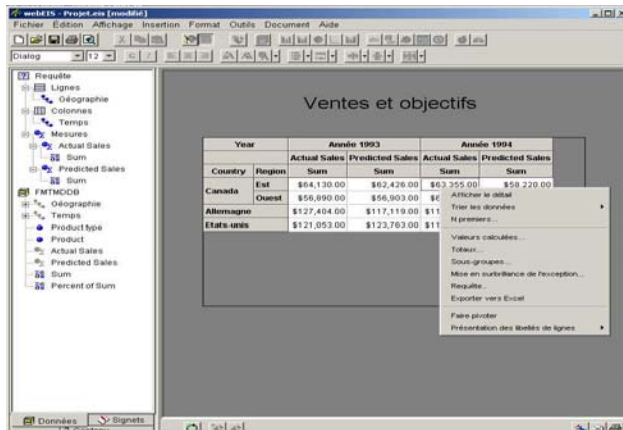 webEIS - Projet.eis [modifié]
Fichier Edition Affichage Insertion Format Outils Document Aide
Dialog 12 G I
Requête
Lignes
Géographie
Colonnes
Temps
Mesures
Actual Sales
Sum
Predicted Sales
Sum
FMTMDDB
Géographie
Temps
Product type
Product
Actual Sales
Predicted Sales
Sum
Percent of Sum
Données Signets
Ventes et objectifs
Year Année 1993 Année 1994
Actual Sales Predicted Sales Actual Sales Predicted Sales
Country Region Sum Sum Sum Sum
Canada Est $64,130.00 $62,426.00 $63,355.00 $58,220.00
Ouest $56,890.00 $56,903.00
Allemagne $127,404.00 $117,119.00
Etats-unis $121,053.00 $123,763.00
Afficher le détail
Trier les données
N premiers...
Valeurs calculées...
Totaux...
Sous-groupes...
Mise en surbrillance de l'exception...
Requête...
Exporter vers Excel
Faire pivoter
Présentation des libellés de lignes